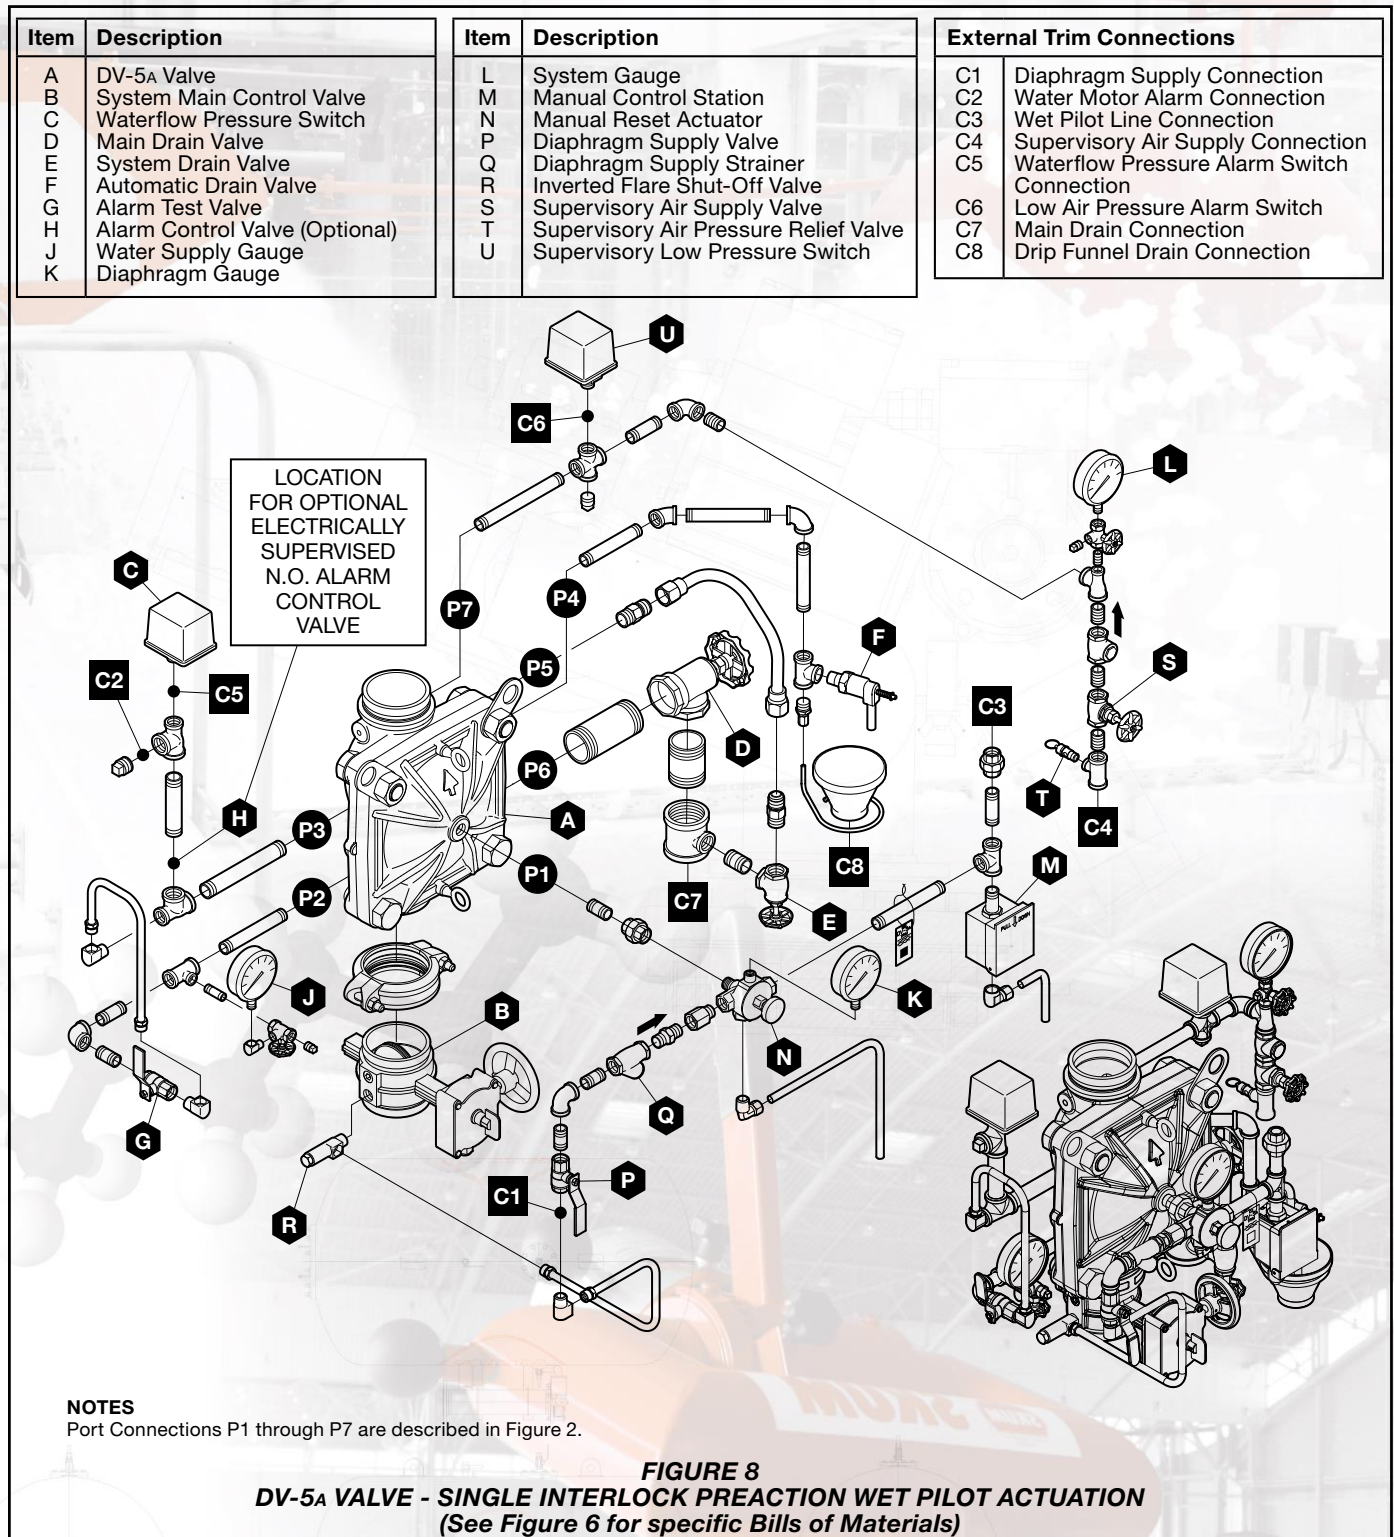 Item Description
A DV-5A Valve
B System Main Control Valve
C Waterflow Pressure Switch
D Main Drain Valve
E System Drain Valve
F Automatic Drain Valve
G Alarm Test Valve
H Alarm Control Valve (Optional)
J Water Supply Gauge
K Diaphragm Gauge
Item Description
L System Gauge
M Manual Control Station
N Manual Reset Actuator
P Diaphragm Supply Valve
Q Diaphragm Supply Strainer
R Inverted Flare Shut-Off Valve
S Supervisory Air Supply Valve
T Supervisory Air Pressure Relief Valve
U Supervisory Low Pressure Switch
External Trim Connections
C1 Diaphragm Supply Connection
C2 Water Motor Alarm Connection
C3 Wet Pilot Line Connection
C4 Supervisory Air Supply Connection
C5 Waterflow Pressure Alarm Switch
Connection
C6 Low Air Pressure Alarm Switch
C7 Main Drain Connection
C8 Drip Funnel Drain Connection
U
C6
L
LOCATION
FOR OPTIONAL
ELECTRICALLY
SUPERVISED
N.O. ALARM
CONTROL
VALVE
C
P7
P4
P5
F
S
C2
C5
C3
D
P6
T
H
A
C4
P3
C8
M
P1
C7
P2
E
PULL DOWN
J
B
K
N
G
Q
P
C1
R
NOTES
Port Connections P1 through P7 are described in Figure 2.
FIGURE 8
DV-5A VALVE - SINGLE INTERLOCK PREACTION WET PILOT ACTUATION
(See Figure 6 for specific Bills of Materials)